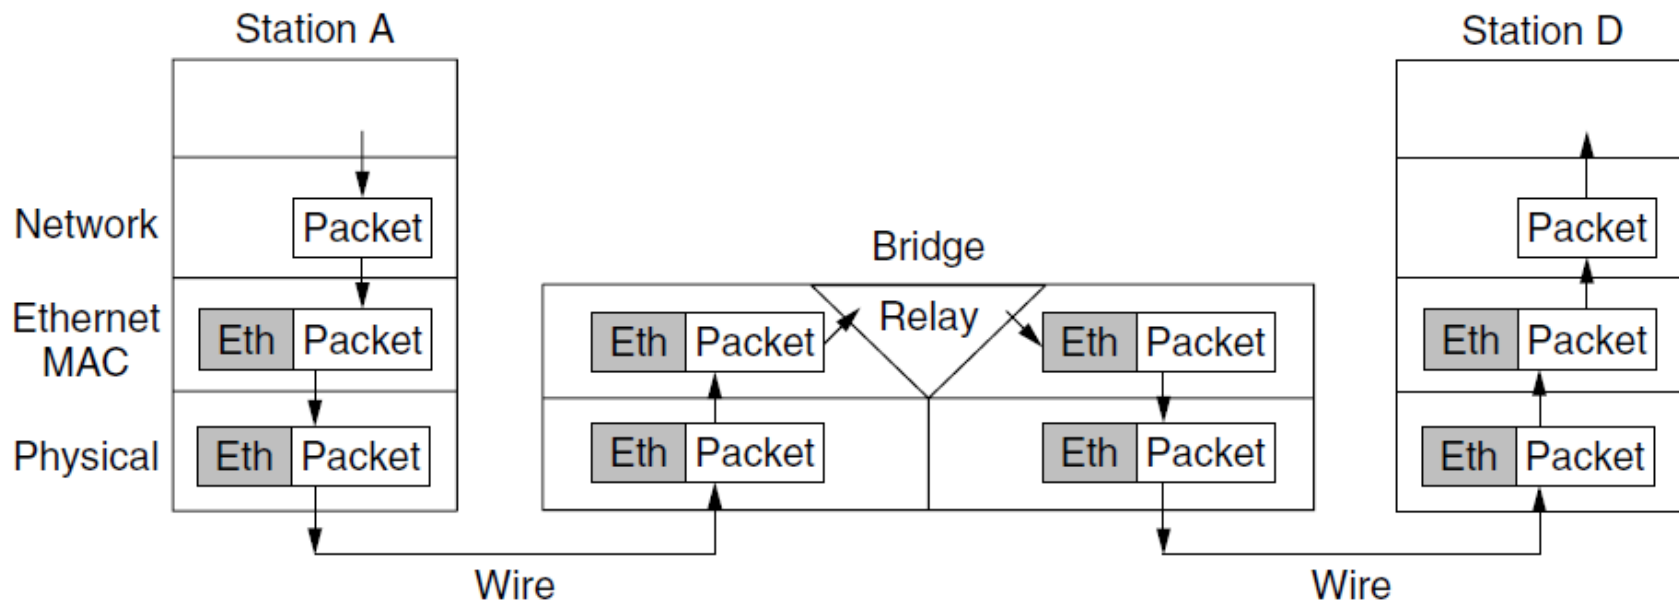 Station A
Station D
Network
Packet
Packet
Bridge
Ethernet
MAC
Eth Packet
Eth Packet
Relay
Eth Packet
Eth Packet
Physical
Eth Packet
Eth Packet
Eth Packet
Eth Packet
Wire
Wire